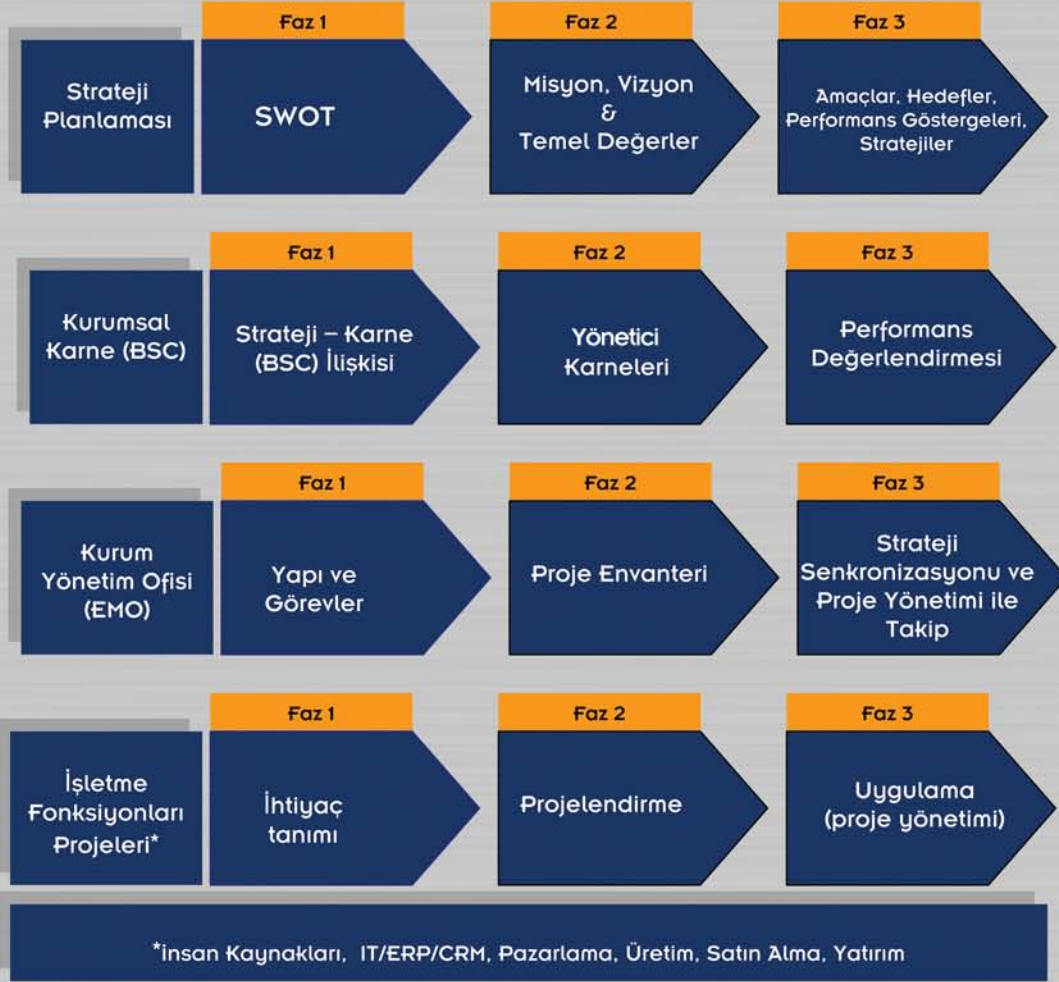 Faz 1
Faz 2
Faz 3
Strateji
Planlaması
SWOT
Misyon, Vizyon
&
Temel Değerler
Amaçlar, Hedefler,
Performans Göstergeleri,
Stratejiler
Faz 1
Faz 2
Faz 3
Kurumsal
Karne (BSC)
Strateji – Karne
(BSC) İlişkisi
Yönetici
Karneleri
Performans
Değerlendirmesi
Faz 1
Faz 2
Faz 3
Kurum
Yönetim Ofisi
(EMO)
Yapı ve
Görevler
Proje Envanteri
Strateji
Senkronizasyonu ve
Proje Yönetimi ile
Takip
Faz 1
Faz 2
Faz 3
İşletme
Fonksiyonları
Projeleri*
İhtiyaç
tanımı
Projelendirme
Uygulama
(proje yönetimi)
*İnsan Kaynakları, IT/ERP/CRM, Pazarlama, Üretim, Satın Alma, Yatırım